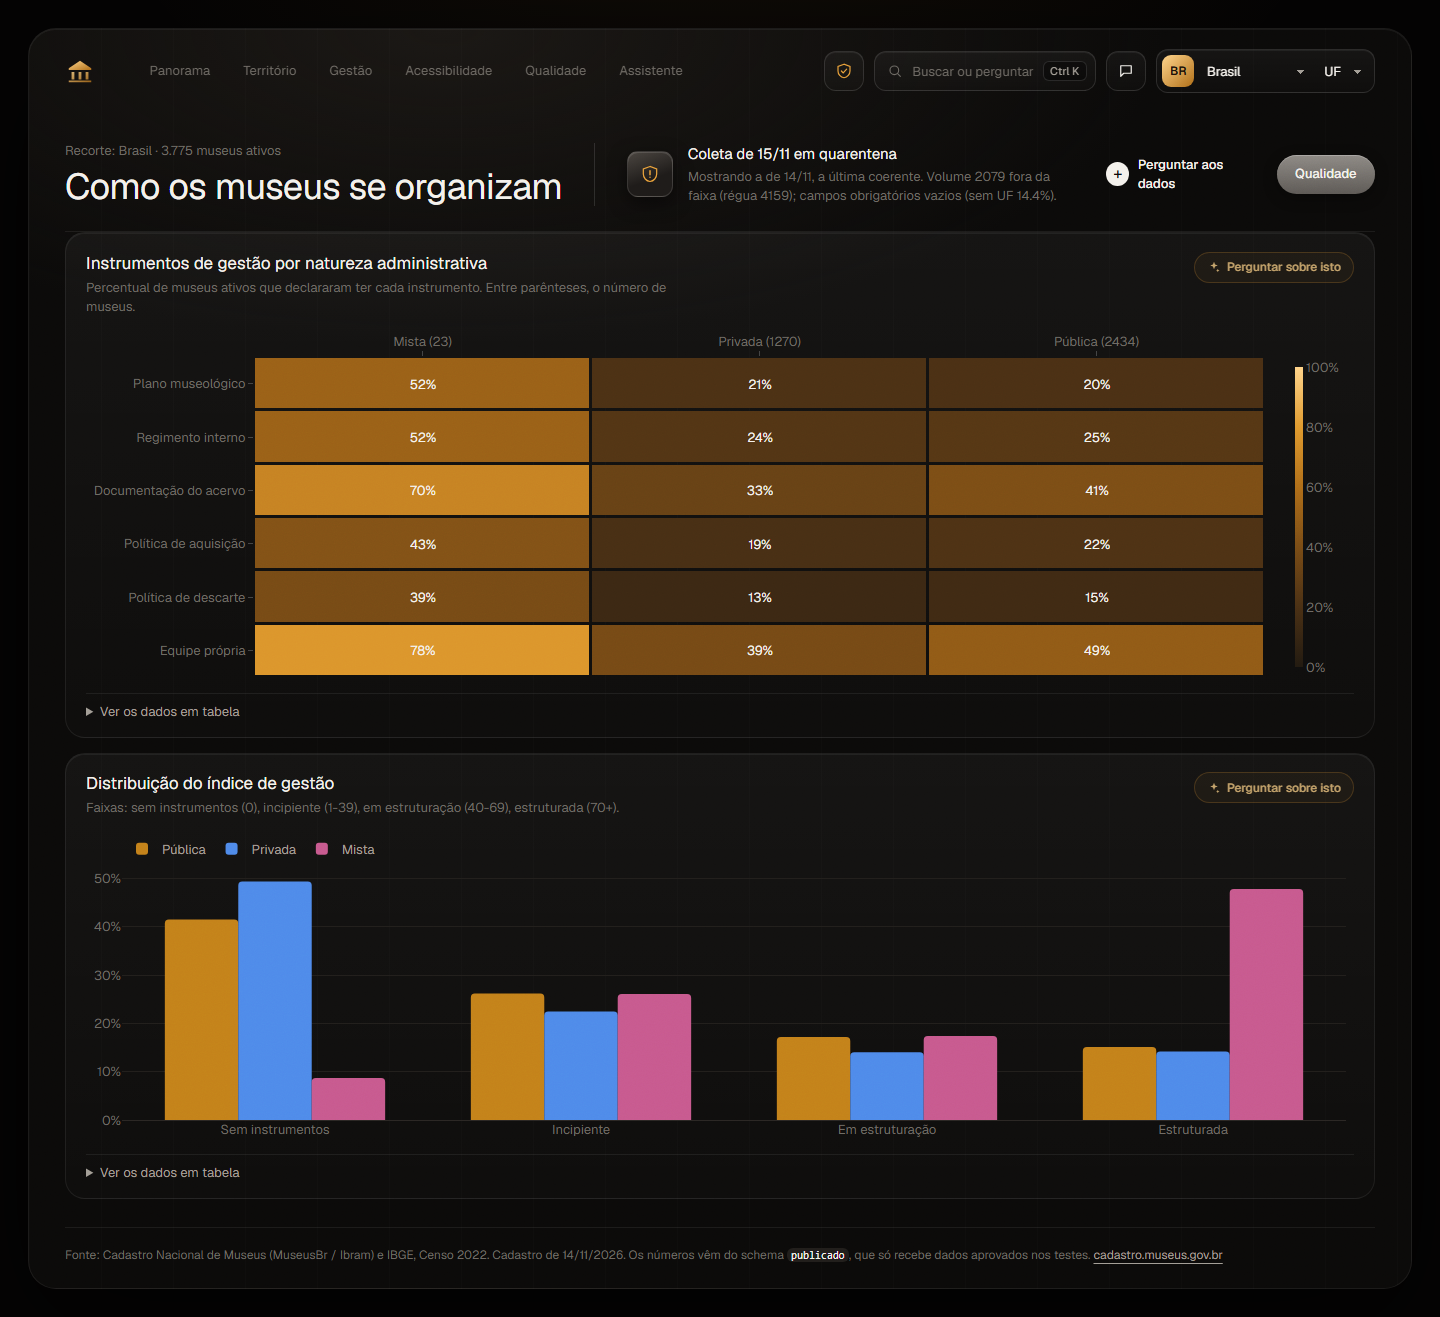 Panorama
Território
Gestão
Acessibilidade
Qualidade
Assistente
Buscar ou perguntar
Ctrl K
BR
Brasil
UF
Recorte: Brasil · 3.775 museus ativos
Como os museus se organizam
Coleta de 15/11 em quarentena
Mostrando a de 14/11, a última coerente. Volume 2079 fora da
faixa (régua 4159); campos obrigatórios vazios (sem UF 14.4%).
Perguntar aos
dados
Qualidade
Instrumentos de gestão por natureza administrativa
Percentual de museus ativos que declararam ter cada instrumento. Entre parênteses, o número de
museus.
Perguntar sobre isto
Mista (23)
Privada (1270)
Pública (2434)
Plano museológico
52%
21%
20%
Regimento interno
52%
24%
25%
Documentação do acervo
70%
33%
41%
Política de aquisição
43%
19%
22%
Política de descarte
39%
13%
15%
Equipe própria
78%
39%
49%
100%
80%
60%
40%
20%
0%
Ver os dados em tabela
Distribuição do índice de gestão
Faixas: sem instrumentos (0), incipiente (1-39), em estruturação (40-69), estruturada (70+).
Perguntar sobre isto
Pública
Privada
Mista
50%
40%
30%
20%
10%
0%
Sem instrumentos
Incipiente
Em estruturação
Estruturada
Ver os dados em tabela
Fonte: Cadastro Nacional de Museus (MuseusBr / Ibram) e IBGE, Censo 2022. Cadastro de 14/11/2026. Os números vêm do schema publicado, que só recebe dados aprovados nos testes. cadastro.museus.gov.br